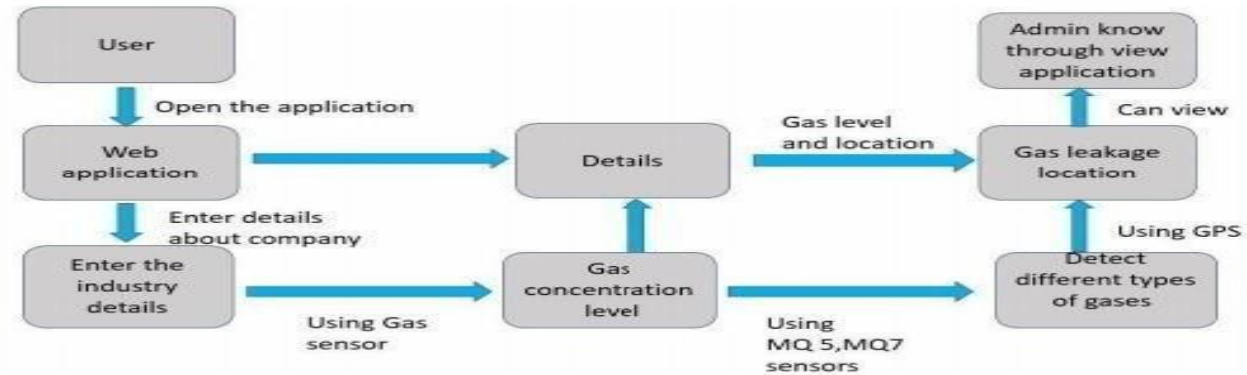 User
Open the application
Web
application
Enter details
about company
Enter the
industry
details
Using Gas
sensor
Details
Gas
concentration
level
Gas level
and location
Using
MQ 5,MQ7
sensors
Admin know
through view
application
Can view
Gas leakage
location
Using GPS
Detect
different types
of gases